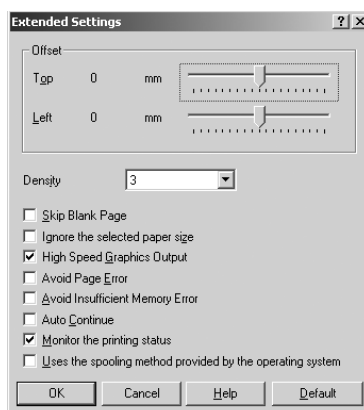 Extended Settings
Offset
Top 0 mm
Left 0 mm
Density 3
Skip Blank Page
Ignore the selected paper size
High Speed Graphics Output
Avoid Page Error
Avoid Insufficient Memory Error
Auto Continue
Monitor the printing status
Uses the spooling method provided by the operating system
OK Cancel Help Default